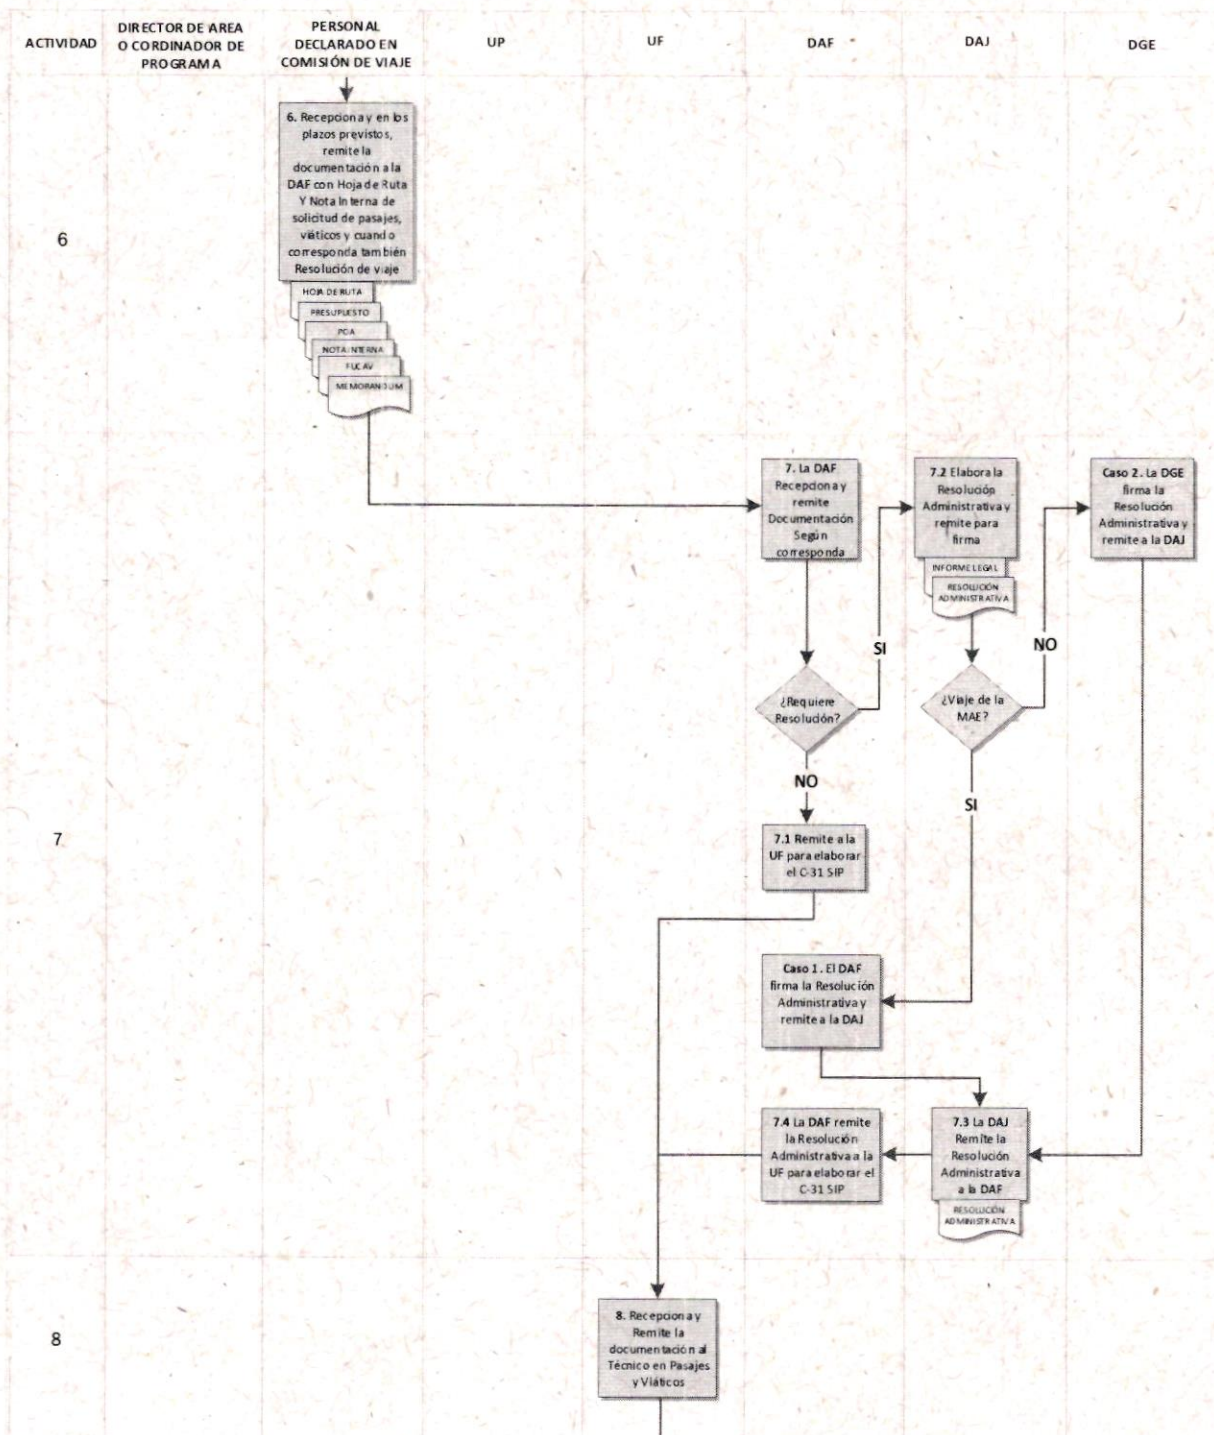 ACTIVIDAD
DIRECTOR DE AREA
O CORDINADOR DE
PROGRAMA
PERSONAL
DECLARADO EN
COMISIÓN DE VIAJE
UP
UF
DAF
DAJ
DGE
6
6. Recepciona y en los
plazos previstos,
remite la
documentación a la
DAF con Hoja de Ruta
Y Nota Interna de
solicitud de pasajes,
viáticos y cuando
corresponda también
Resolución de viaje
HOJA DE RUTA
PRESUPUESTO
POA
NOTA INTERNA
FUCAV
MEMORANDUM
7
7. La DAF
Recepciona y
remite
Documentación
Según
corresponda
7.2 Elabora la
Resolución
Administrativa y
remite para
firma
INFORME LEGAL
RESOLUCIÓN
ADMINISTRATIVA
Caso 2. La DGE
firma la
Resolución
Administrativa y
remite a la DAJ
SI
NO
¿Requiere
Resolución?
¿Viaje de la
MAE?
NO
SI
7.1 Remite a la
UF para elaborar
el C-31 SIP
Caso 1. El DAF
firma la Resolución
Administrativa y
remite a la DAJ
7.4 La DAF remite
la Resolución
Administrativa a la
UF para elaborar el
C-31 SIP
7.3 La DAJ
Remite la
Resolución
Administrativa
a la DAF
RESOLUCIÓN
ADMINISTRATIVA
8
8. Recepciona y
Remite la
documentación al
Técnico en Pasajes
y Viáticos